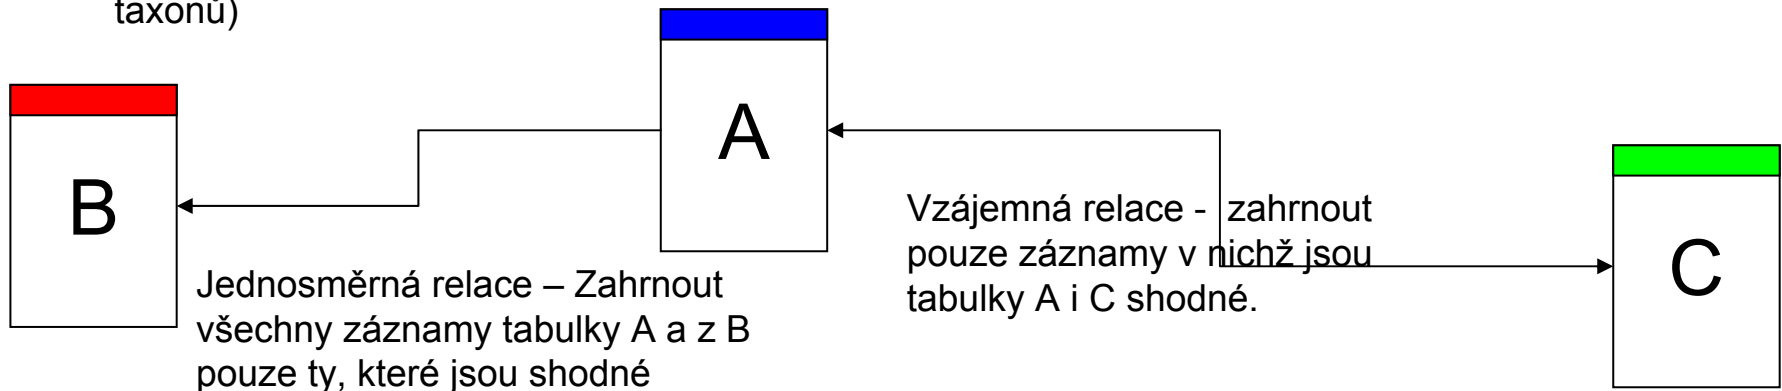 taxonů)
A
B
C
Vzájemná relace - zahrnout
pouze záznamy v nichž jsou
tabulky A i C shodné.
Jednosměrná relace – Zahrnout
všechny záznamy tabulky A a z B
pouze ty, které jsou shodné